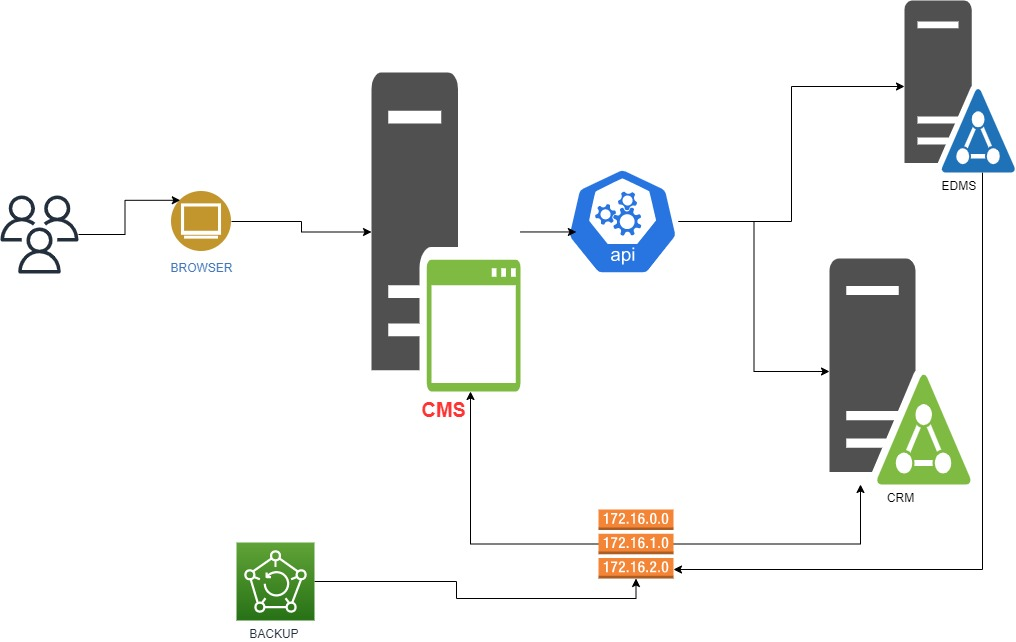 BROWSER
CMS
api
EDMS
CRM
172.16.0.0
172.16.1.0
172.16.2.0
BACKUP